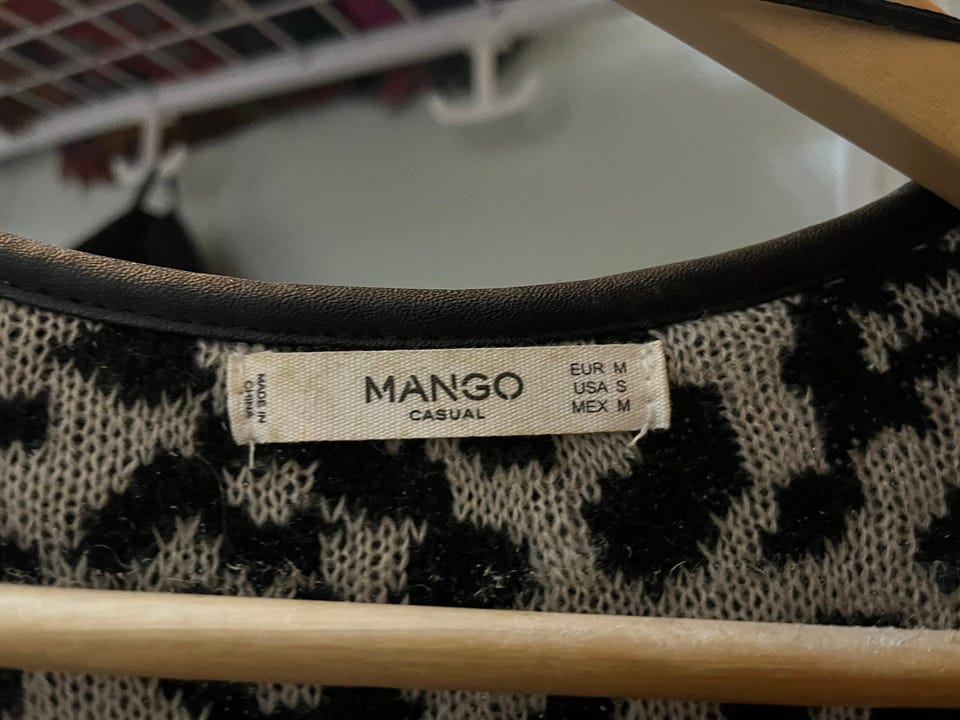 MADE IN
CHINA
MANGO
CASUAL
EUR M
USA S
MEX M